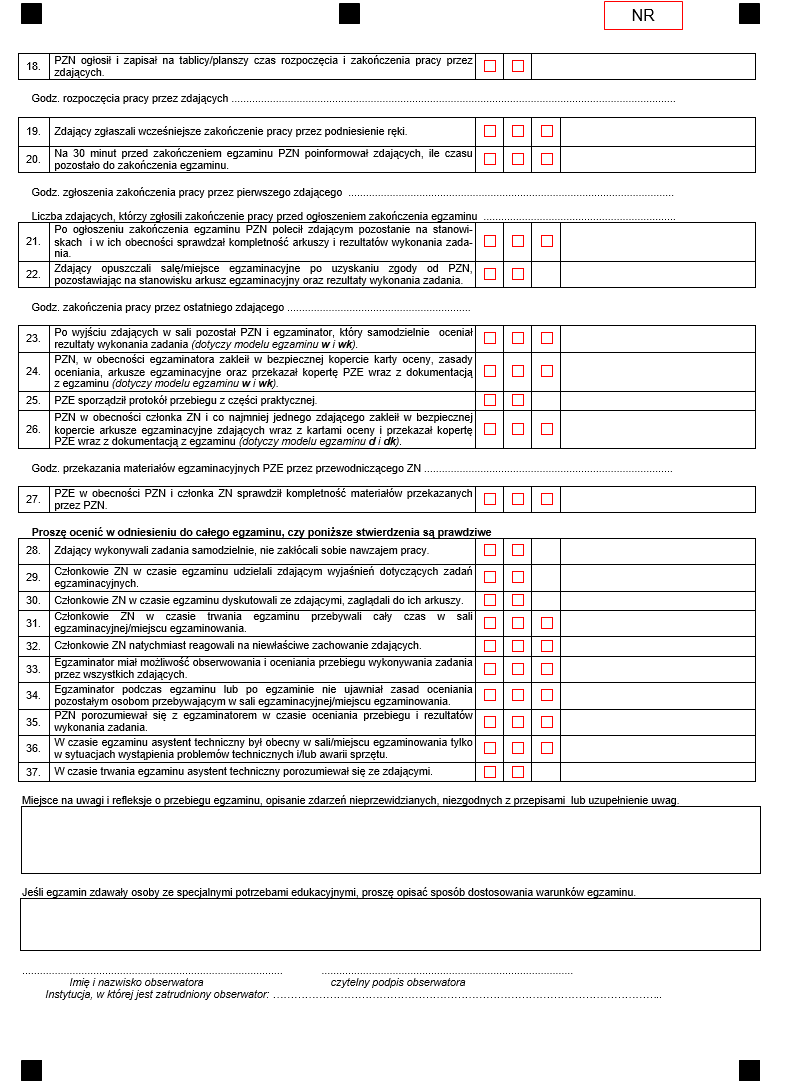 NR
18. PZN ogłosił i zapisał na tablicy/planszy czas rozpoczęcia i zakończenia pracy przez
zdających.
Godz. rozpoczęcia pracy przez zdających ....................................................................................................................................................
19. Zdający zgłaszali wcześniejsze zakończenie pracy przez podniesienie ręki.
20. Na 30 minut przed zakończeniem egzaminu PZN poinformował zdających, ile czasu
pozostało do zakończenia egzaminu.
Godz. zgłoszenia zakończenia pracy przez pierwszego zdającego .............................................................................................................
Liczba zdających, którzy zgłosili zakończenie pracy przed ogłoszeniem zakończenia egzaminu ................................................................
21. Po ogłoszeniu zakończenia egzaminu PZN polecił zdającym pozostanie na stanowi-
skach i w ich obecności sprawdzał kompletność arkuszy i rezultatów wykonania zada-
nia.
22. Zdający opuszczali salę/miejsce egzaminacyjne po uzyskaniu zgody od PZN,
pozostawiając na stanowisku arkusz egzaminacyjny oraz rezultaty wykonania zadania.
Godz. zakończenia pracy przez ostatniego zdającego .............................................................
23. Po wyjściu zdających w sali pozostał PZN i egzaminator, który samodzielnie oceniał
rezultaty wykonania zadania (dotyczy modelu egzaminu w i wk).
24. PZN, w obecności egzaminatora zakleił w bezpiecznej kopercie karty oceny, zasady
oceniania, arkusze egzaminacyjne oraz przekazał kopertę PZE wraz z dokumentacją
z egzaminu (dotyczy modelu egzaminu w i wk).
25. PZE sporządził protokół przebiegu z części praktycznej.
26. PZN w obecności członka ZN i co najmniej jednego zdającego zakleił w bezpiecznej
kopercie arkusze egzaminacyjne zdających wraz z kartami oceny i przekazał kopertę
PZE wraz z dokumentacją z egzaminu (dotyczy modelu egzaminu d i dk).
Godz. przekazania materiałów egzaminacyjnych PZE przez przewodniczącego ZN ...................................................................................
27. PZE w obecności PZN i członka ZN sprawdził kompletność materiałów przekazanych
przez PZN.
Proszę ocenić w odniesieniu do całego egzaminu, czy poniższe stwierdzenia są prawdziwe
28. Zdający wykonywali zadania samodzielnie, nie zakłócali sobie nawzajem pracy.
29. Członkowie ZN w czasie egzaminu udzielali zdającym wyjaśnień dotyczących zadań
egzaminacyjnych.
30. Członkowie ZN w czasie egzaminu dyskutowali ze zdającymi, zaglądali do ich arkuszy.
31. Członkowie ZN w czasie trwania egzaminu przebywali cały czas w sali
egzaminacyjnej/miejscu egzaminowania.
32. Członkowie ZN natychmiast reagowali na niewłaściwe zachowanie zdających.
33. Egzaminator miał możliwość obserwowania i oceniania przebiegu wykonywania zadania
przez wszystkich zdających.
34. Egzaminator podczas egzaminu lub po egzaminie nie ujawniał zasad oceniania
pozostałym osobom przebywającym w sali egzaminacyjnej/miejscu egzaminowania.
35. PZN porozumiewał się z egzaminatorem w czasie oceniania przebiegu i rezultatów
wykonania zadania.
36. W czasie egzaminu asystent techniczny był obecny w sali/miejscu egzaminowania tylko
w sytuacjach wystąpienia problemów technicznych i/lub awarii sprzętu.
37. W czasie trwania egzaminu asystent techniczny porozumiewał się ze zdającymi.
Miejsce na uwagi i refleksje o przebiegu egzaminu, opisanie zdarzeń nieprzewidzianych, niezgodnych z przepisami lub uzupełnienie uwag.
Jeśli egzamin zdawały osoby ze specjalnymi potrzebami edukacyjnymi, proszę opisać sposób dostosowania warunków egzaminu.
....................................................................................... ....................................................................................
Imię i nazwisko obserwatora czytelny podpis obserwatora
Instytucja, w której jest zatrudniony obserwator: ……………………………………………………………………………………………..